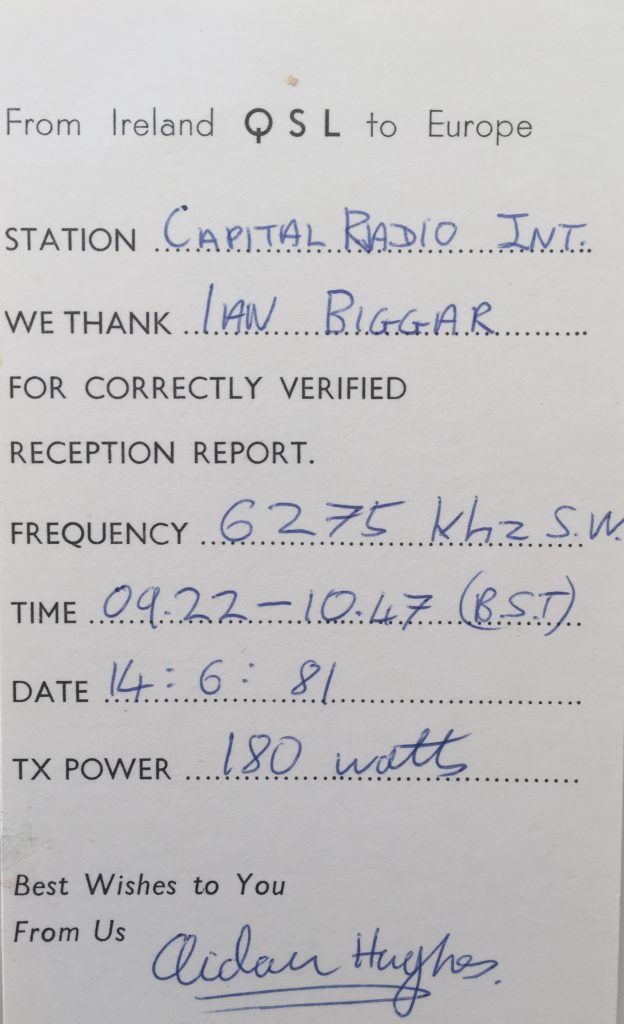 From Ireland QSL to Europe
STATION CAPITAL RADIO INT.
WE THANK IAN BIGGAR
FOR CORRECTLY VERIFIED
RECEPTION REPORT.
FREQUENCY 6275 Khz S.W.
TIME 09.22-10.47 (B.S.T)
DATE 14: 6: 81
TX POWER 180 watts
Best Wishes to You
From Us Aidan Hughes.